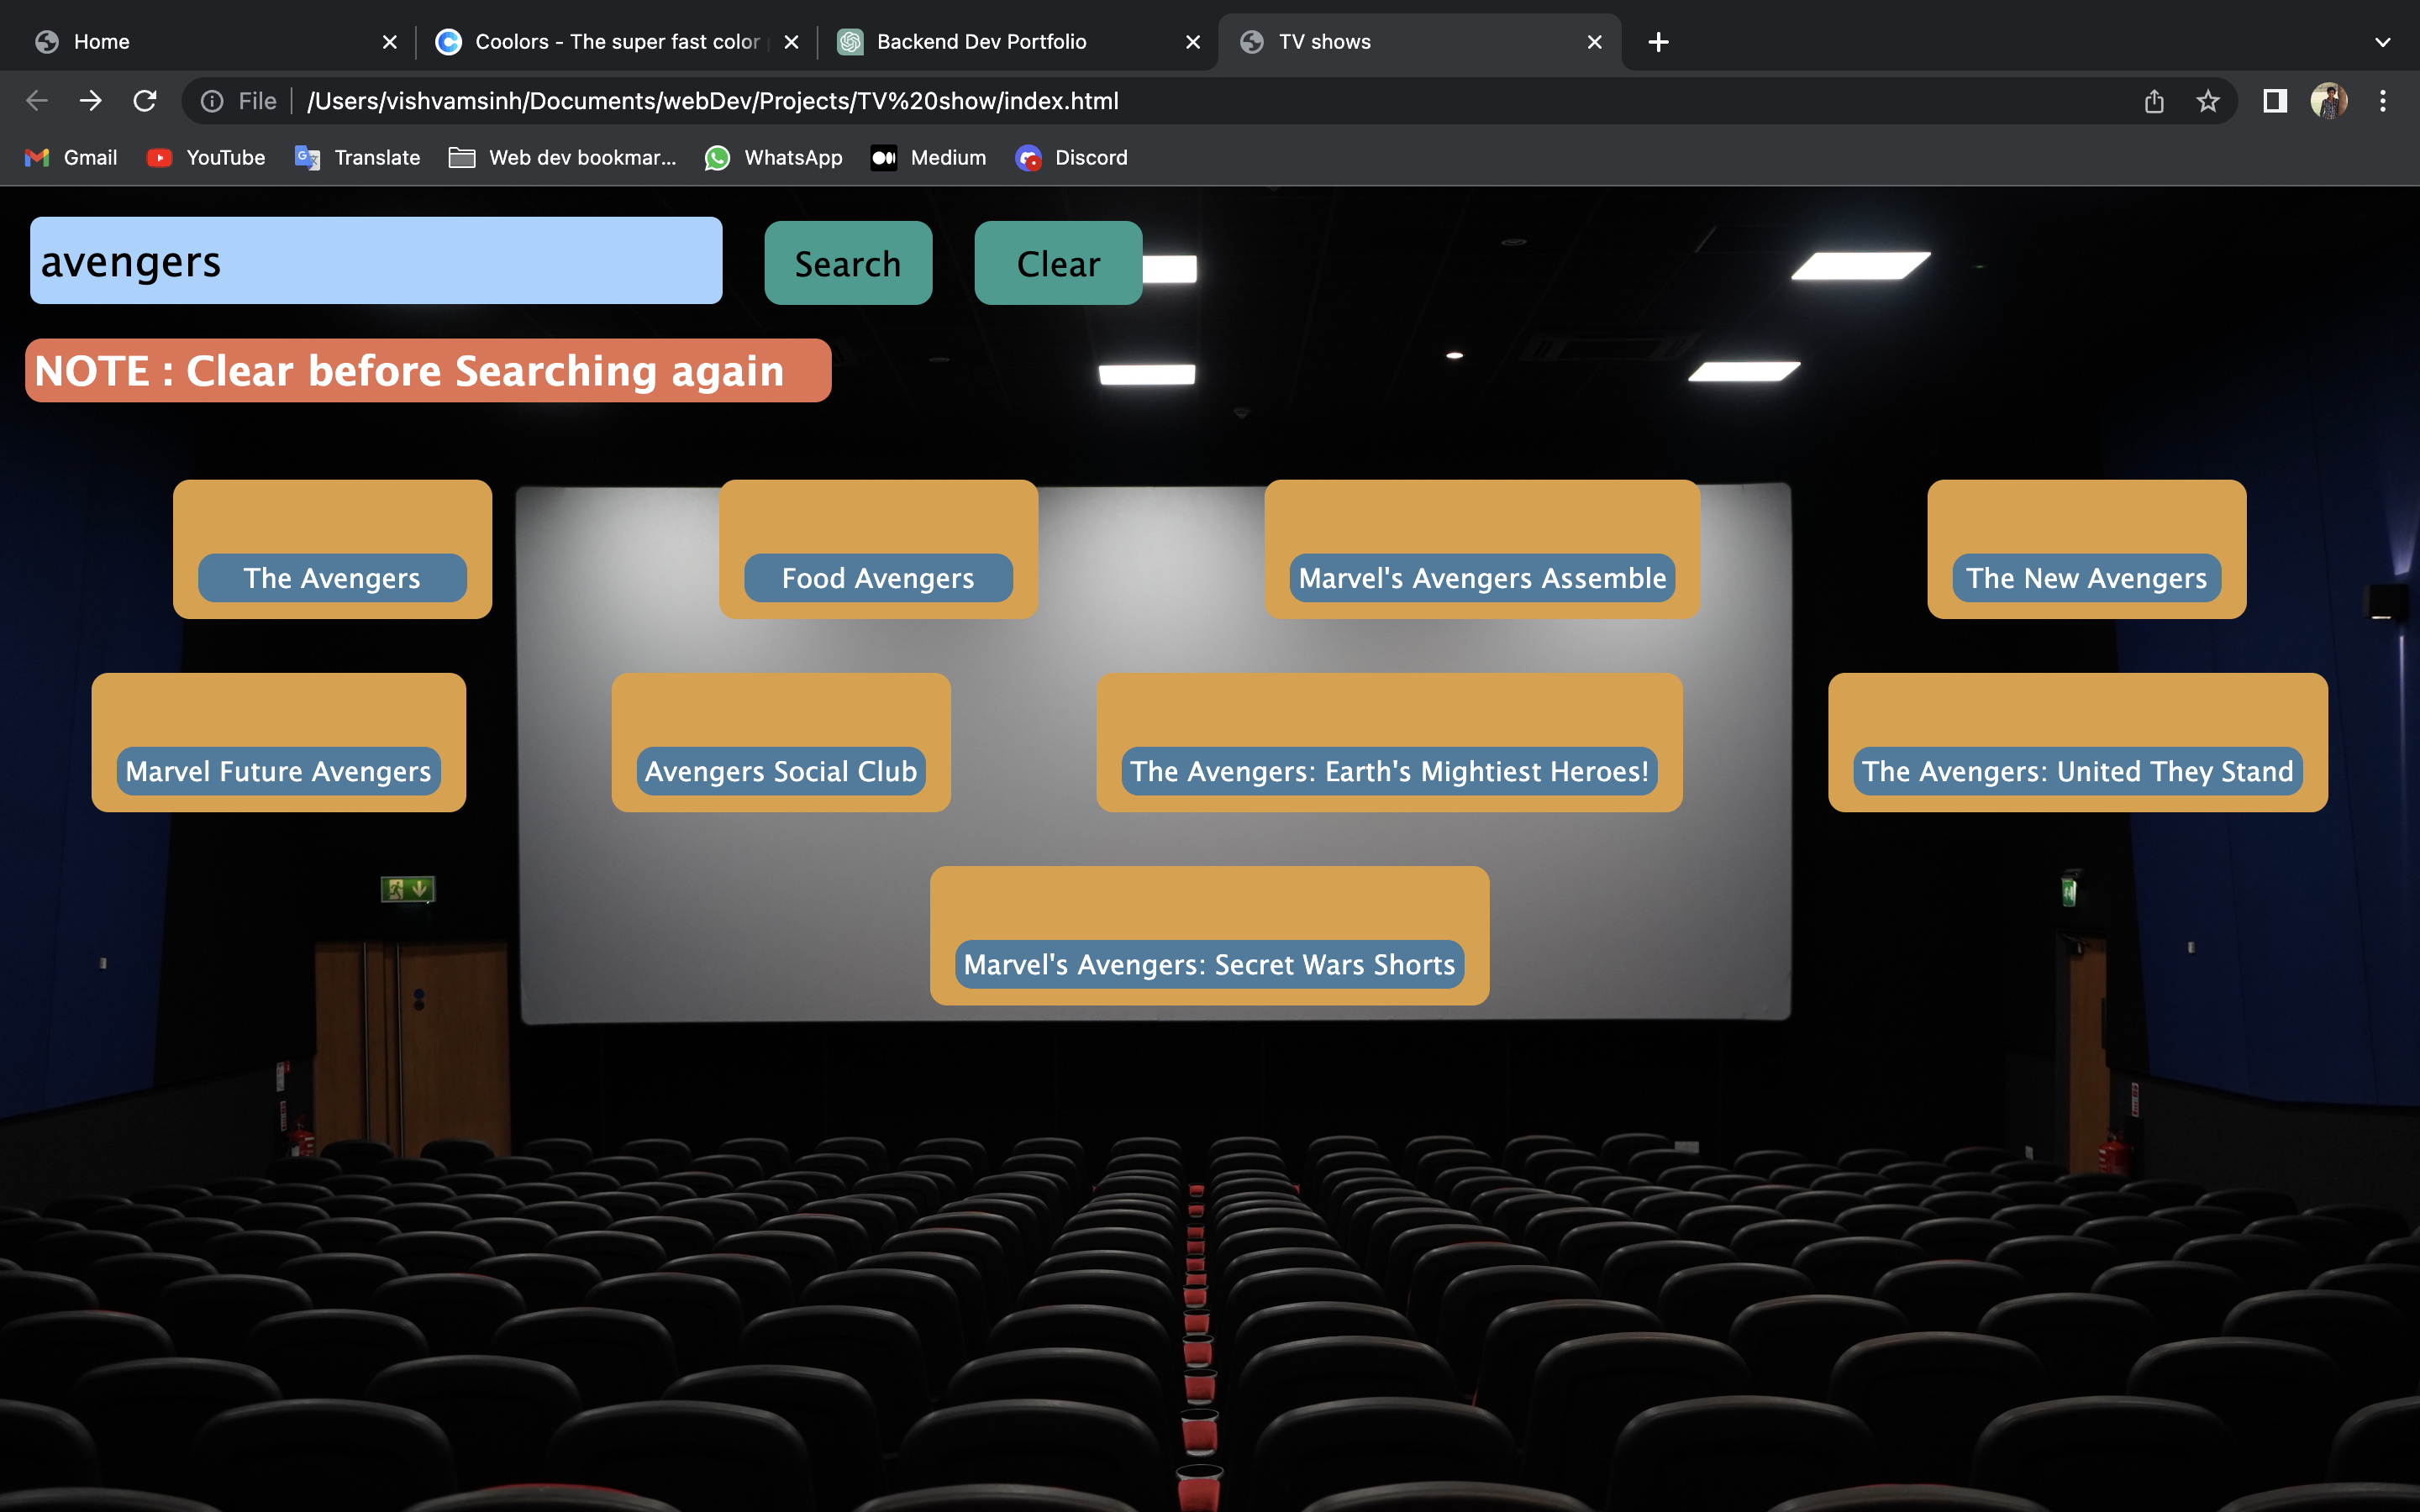 Home
Coolors - The super fast color
Backend Dev Portfolio
TV shows
File
/Users/vishvamsinh/Documents/webDev/Projects/TV%20show/index.html
Gmail
YouTube
Translate
Web dev bookmar...
WhatsApp
Medium
Discord
avengers
Search
Clear
NOTE : Clear before Searching again
The Avengers
Food Avengers
Marvel's Avengers Assemble
The New Avengers
Marvel Future Avengers
Avengers Social Club
The Avengers: Earth's Mightiest Heroes!
The Avengers: United They Stand
Marvel's Avengers: Secret Wars Shorts